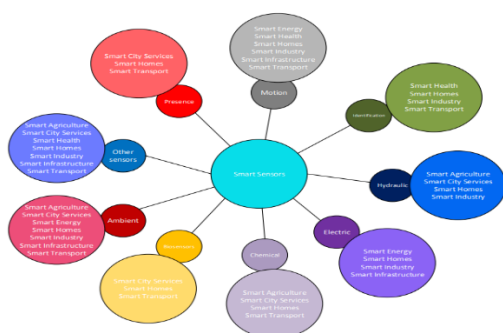 Smart Energy
Smart Health
Smart Homes
Smart Industry
Smart Infrastructure
Smart Transport
Motion
Smart City Services
Smart Homes
Smart Transport
Presence
Smart Health
Smart Homes
Smart Industry
Smart Transport
Identification
Smart Agriculture
Smart City Services
Smart Health
Smart Homes
Smart Industry
Smart Infrastructure
Smart Transport
Other
sensors
Smart Sensors
Hydraulic
Smart Agriculture
Smart City Services
Smart Homes
Smart Industry
Smart Agriculture
Smart City Services
Smart Energy
Smart Homes
Smart Industry
Smart Infrastructure
Smart Transport
Ambient
Electric
Smart Energy
Smart Homes
Smart Industry
Smart Infrastructure
Smart City Services
Smart Homes
Smart Transport
Chemical
Smart Agriculture
Smart City Services
Smart Homes
Smart Transport